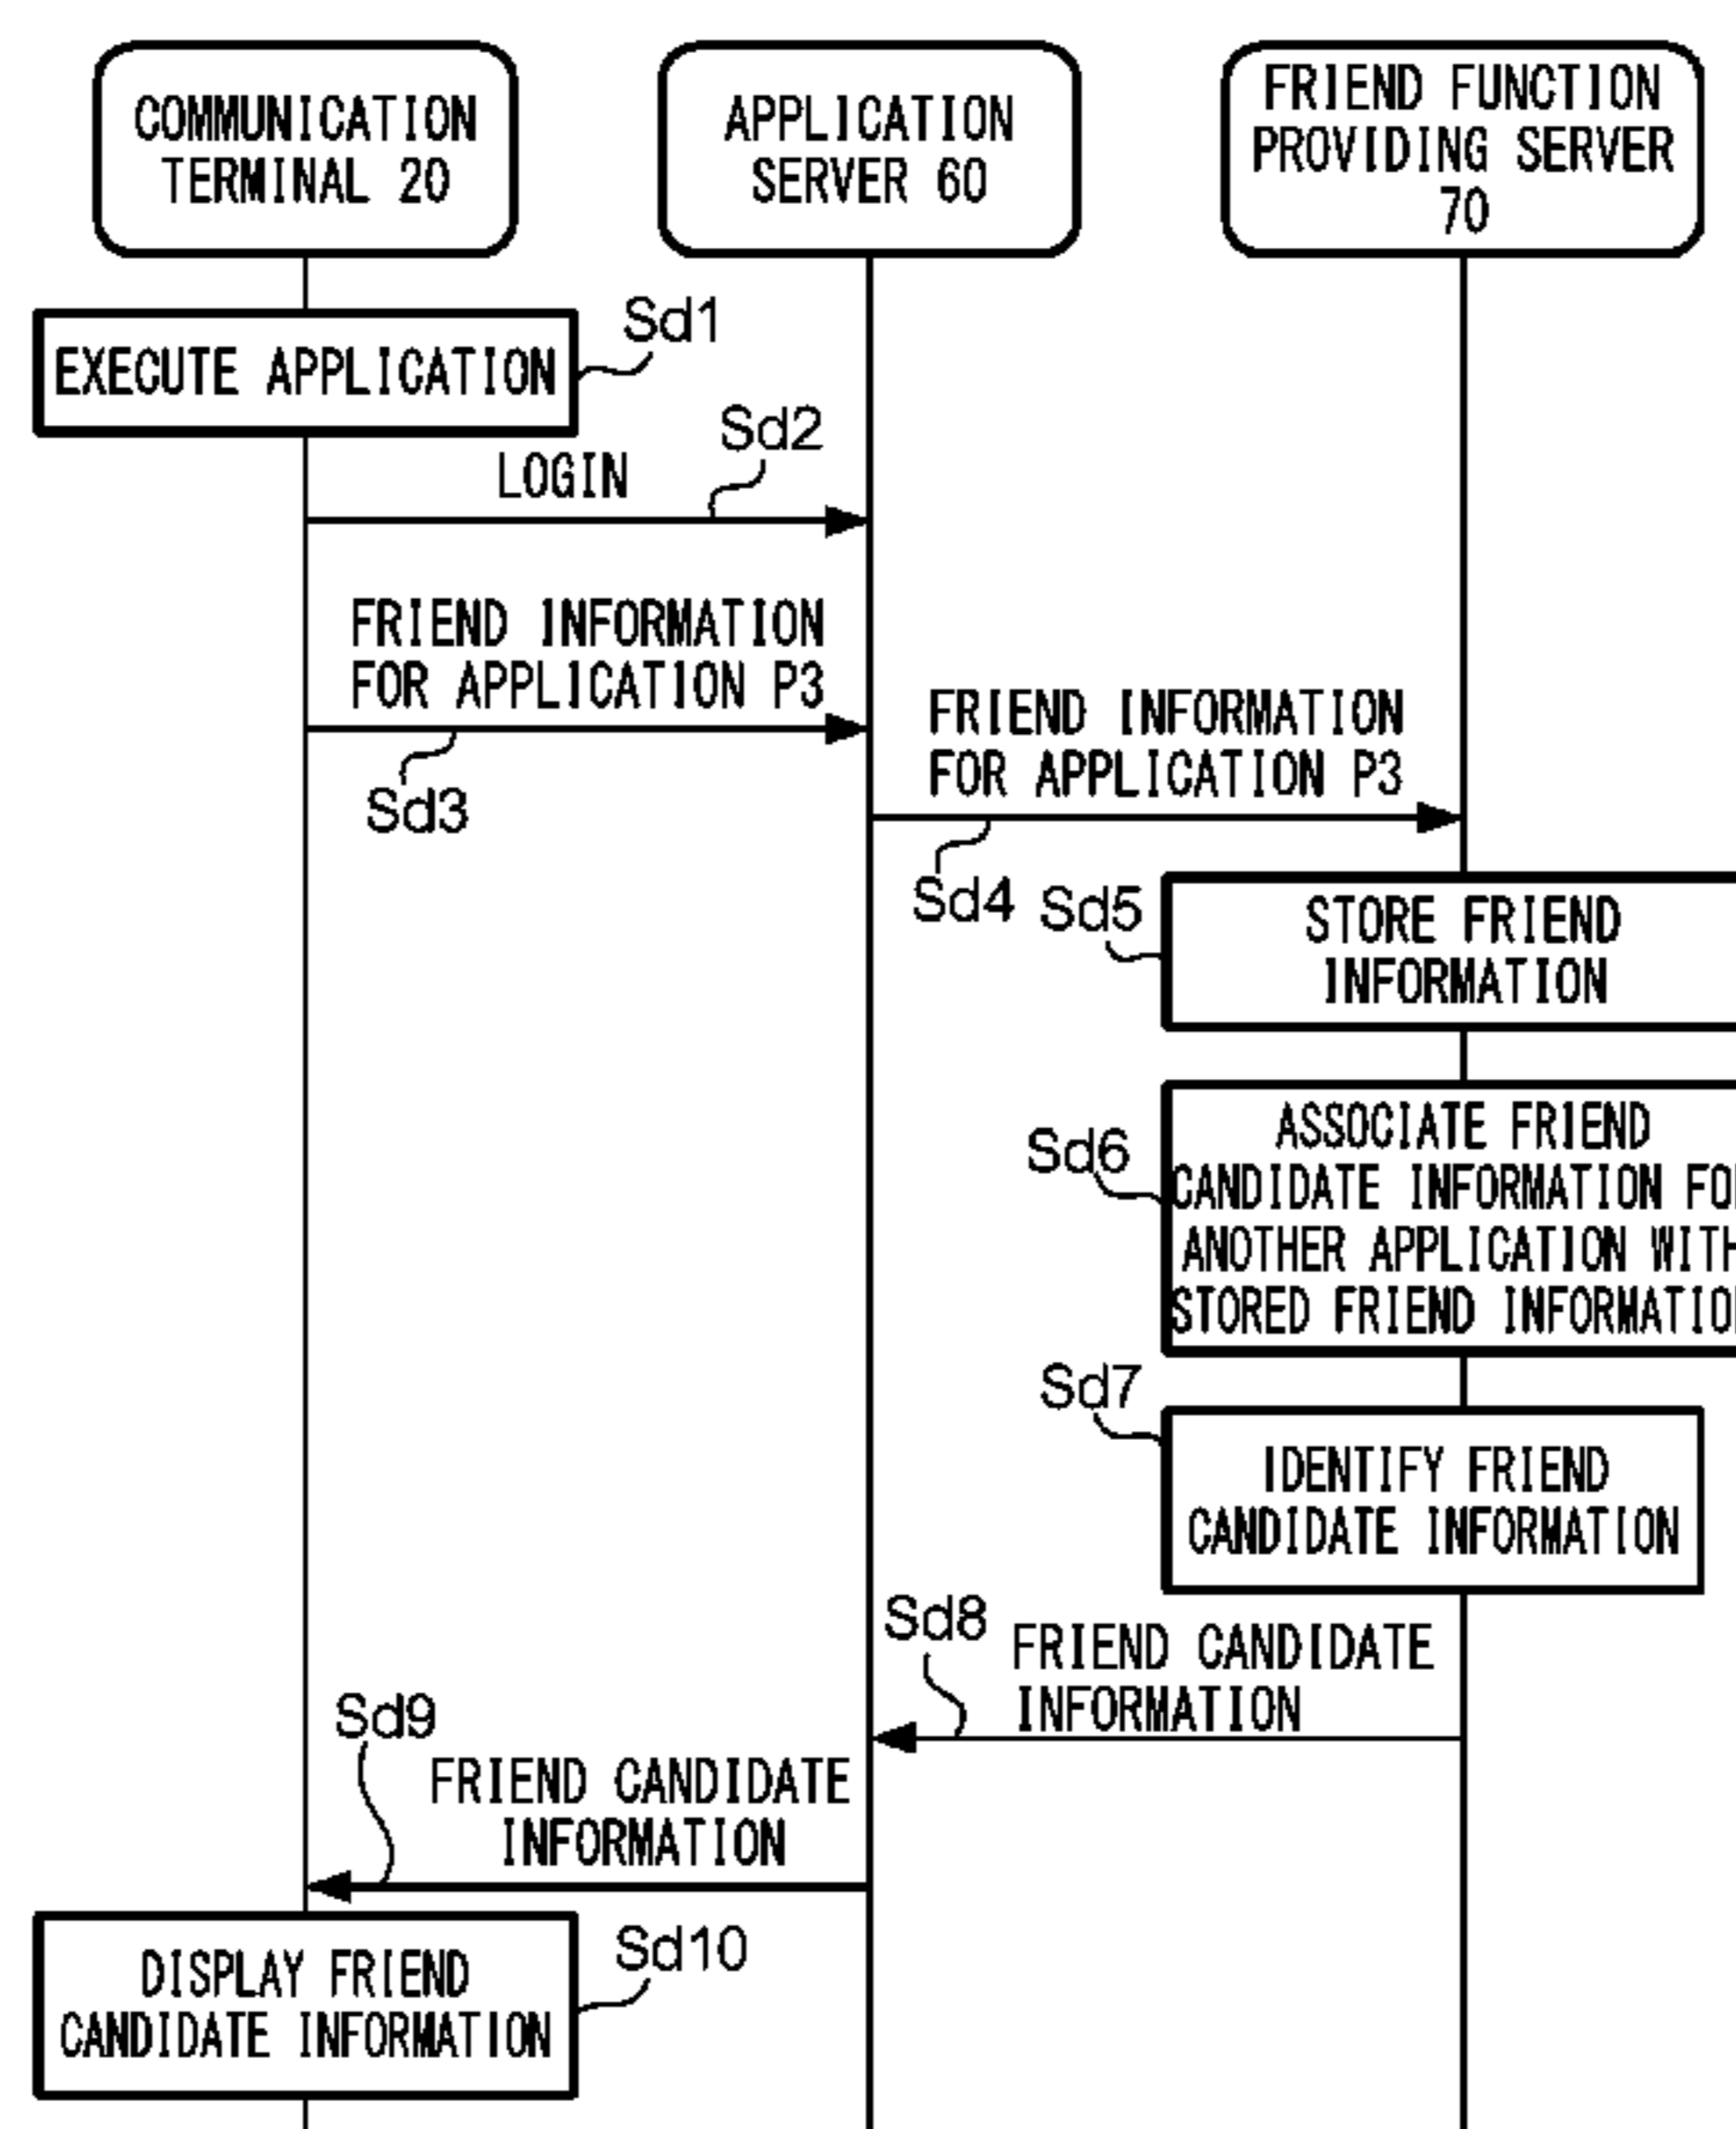 COMMUNICATION
TERMINAL 20
APPLICATION
SERVER 60
FRIEND FUNCTION
PROVIDING SERVER
70
EXECUTE APPLICATION
Sd1
LOGIN
Sd2
FRIEND INFORMATION
FOR APPLICATION P3
Sd3
FRIEND INFORMATION
FOR APPLICATION P3
Sd4
Sd5
STORE FRIEND
INFORMATION
Sd6
ASSOCIATE FRIEND
CANDIDATE INFORMATION FO
ANOTHER APPLICATION WITH
STORED FRIEND INFORMATIO
Sd7
IDENTIFY FRIEND
CANDIDATE INFORMATION
Sd8
FRIEND CANDIDATE
INFORMATION
Sd9
FRIEND CANDIDATE
INFORMATION
DISPLAY FRIEND
CANDIDATE INFORMATION
Sd10